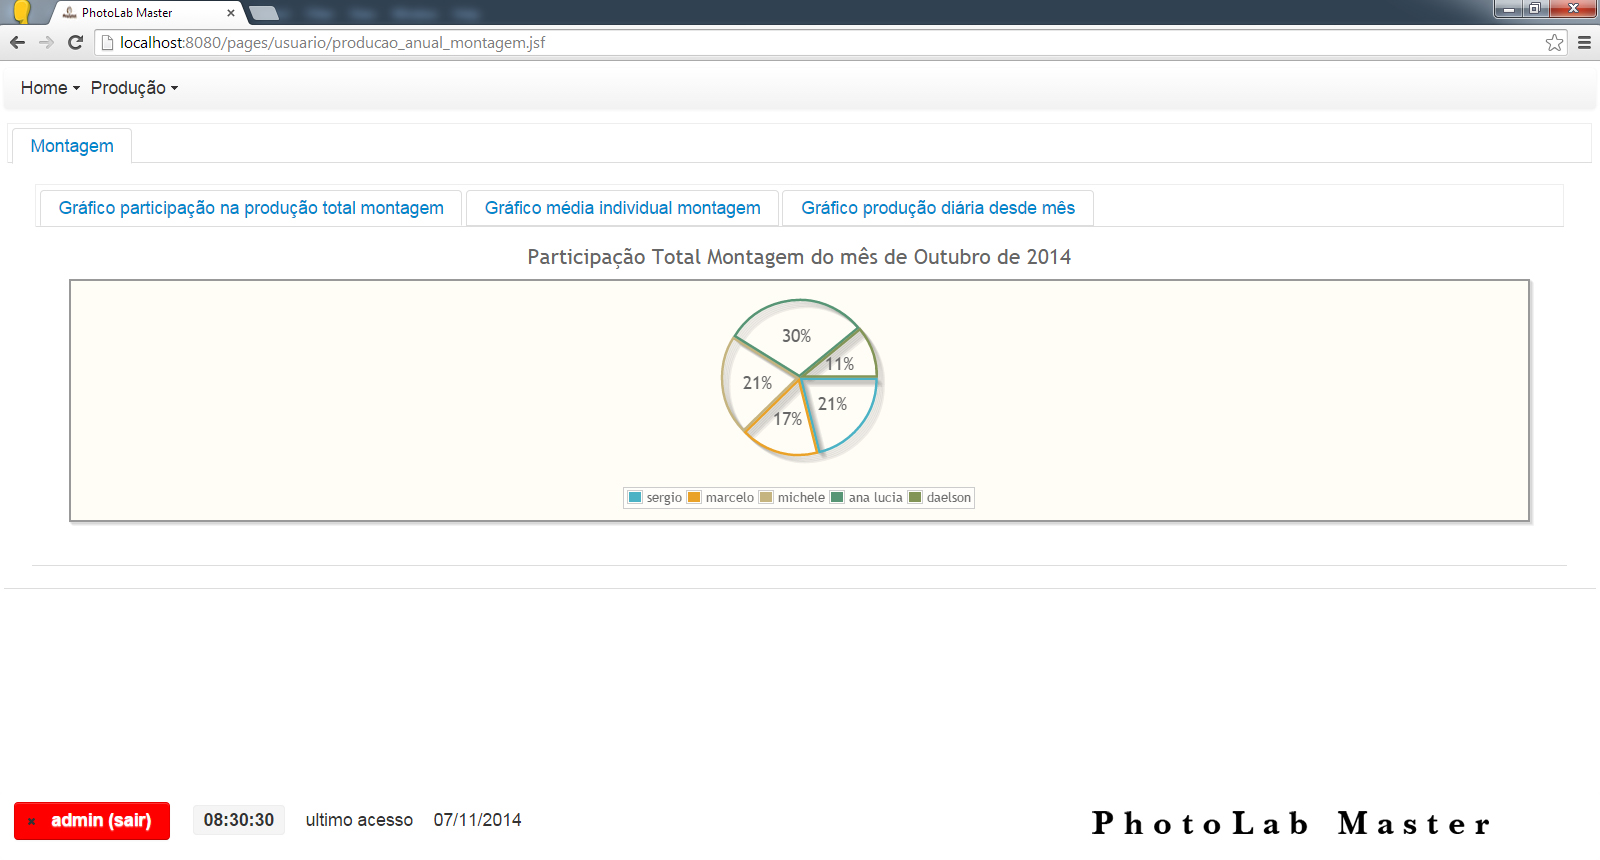 PhotoLab Master
localhost:8080/pages/usuario/producao_anual_montagem.jsf
Home Produção
Montagem
Gráfico participação na produção total montagem Gráfico média individual montagem Gráfico produção diária desde mês
Participação Total Montagem do mês de Outubro de 2014
30%
11%
21%
21%
17%
sergio marcelo michele ana lucia daelson
× admin (sair) 08:30:30 ultimo acesso 07/11/2014 PhotoLab Master